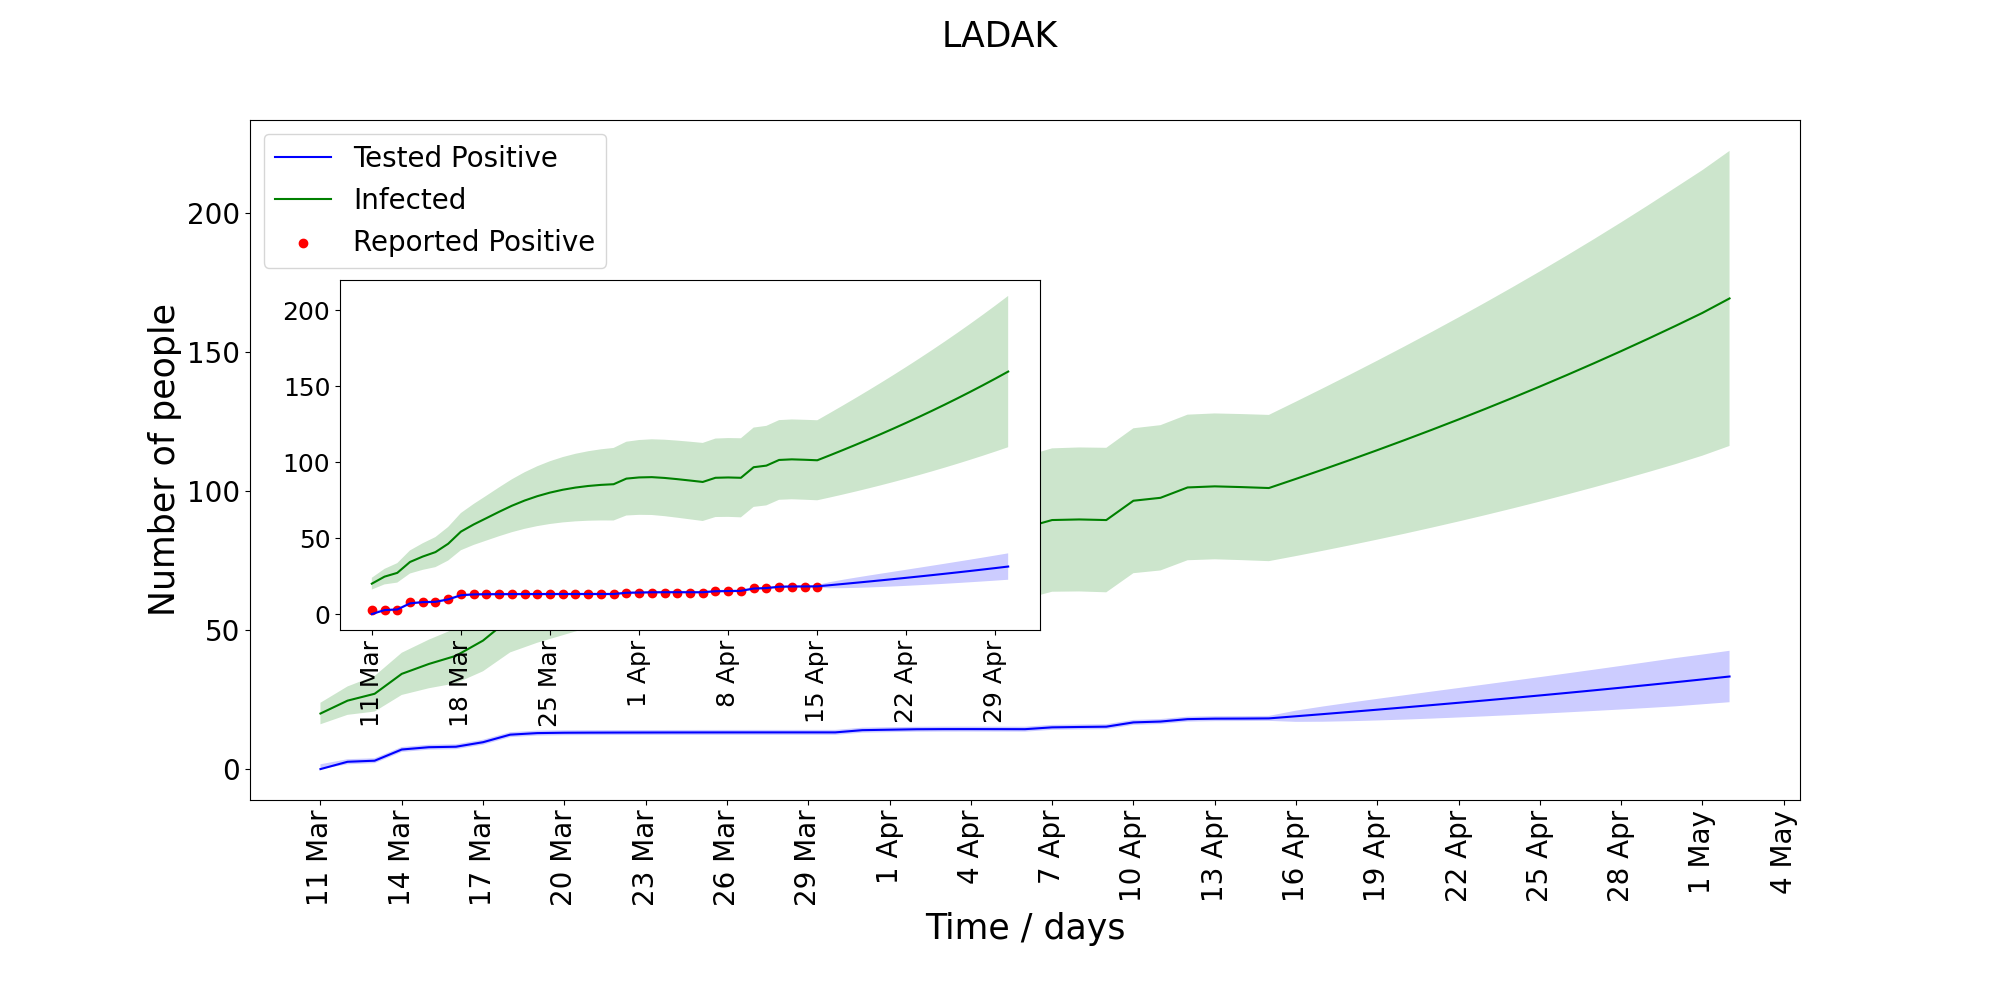 LADAK
Tested Positive
Infected
Reported Positive
Number of people
200
150
100
50
0
200
150
100
50
0
11 Mar
18 Mar
25 Mar
1 Apr
8 Apr
15 Apr
22 Apr
29 Apr
11 Mar
14 Mar
17 Mar
20 Mar
23 Mar
26 Mar
29 Mar
1 Apr
4 Apr
7 Apr
10 Apr
13 Apr
16 Apr
19 Apr
22 Apr
25 Apr
28 Apr
1 May
4 May
Time / days